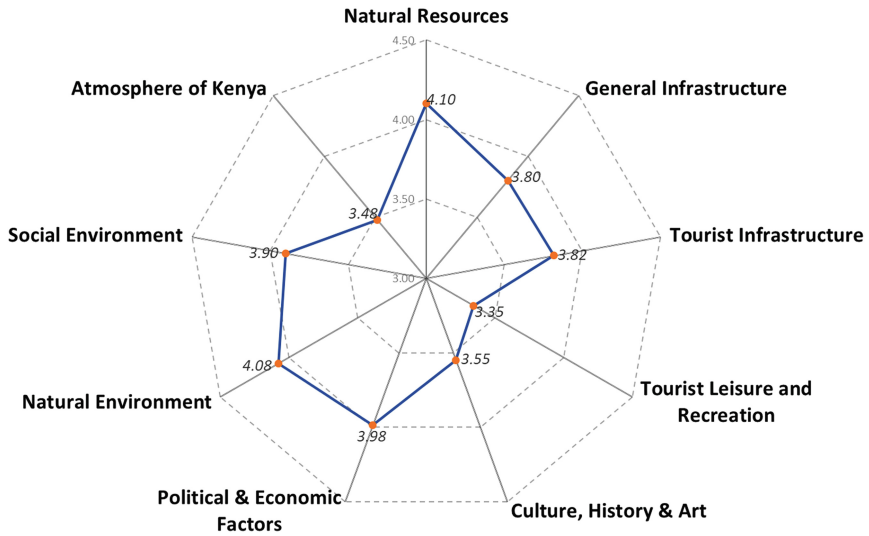 Natural Resources
4.50
Atmosphere of Kenya
General Infrastructure
4.10
4.00
3.80
3.50
3.48
Social Environment
Tourist Infrastructure
3.90
3.82
3.00
3.35
3.55
4.08
Natural Environment
Tourist Leisure and
Recreation
3.98
Political & Economic
Factors
Culture, History & Art